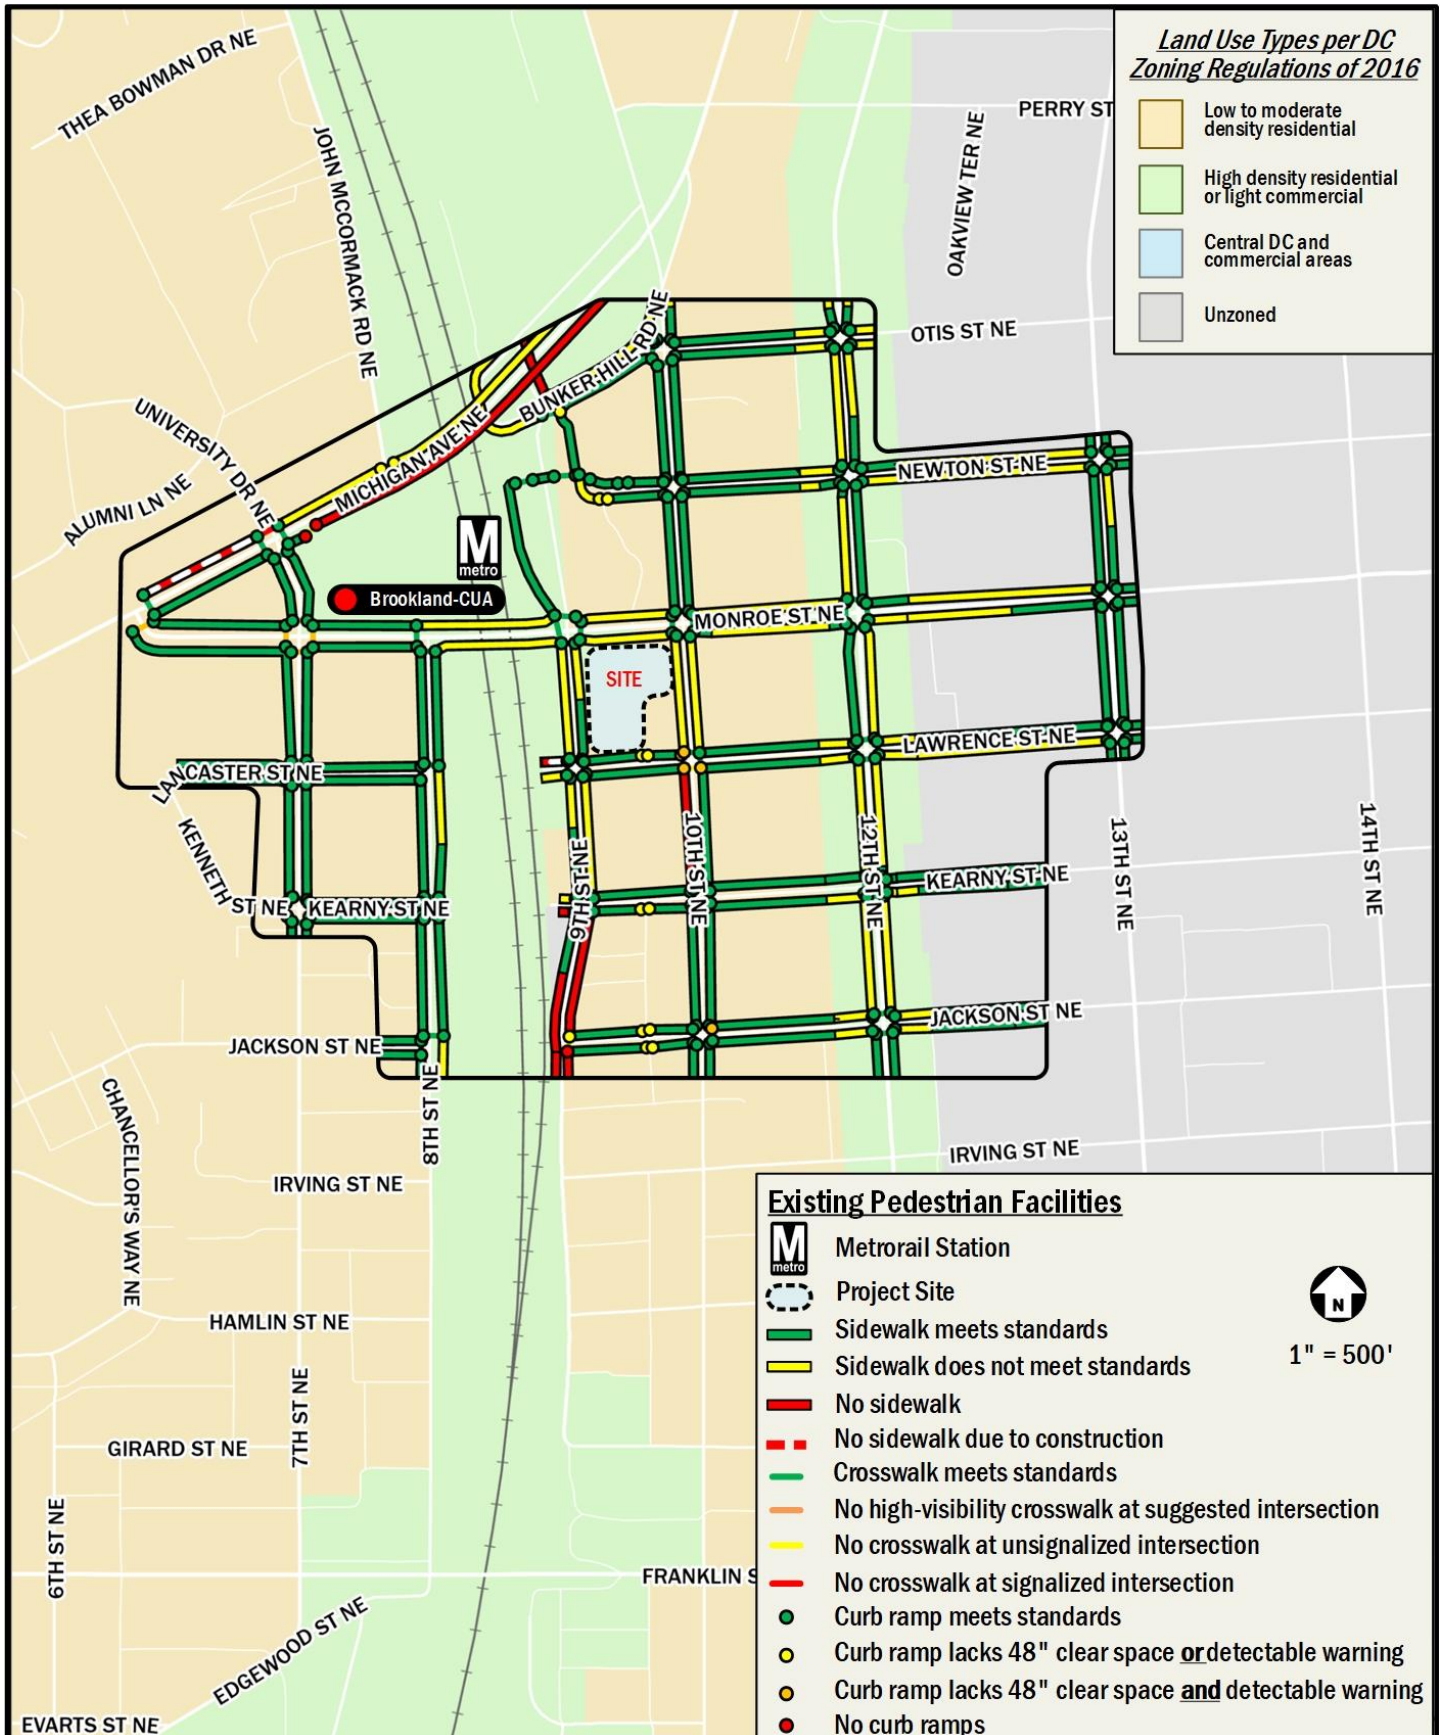 Land Use Types per DC
Zoning Regulations of 2016
Low to moderate
density residential
High density residential
or light commercial
Central DC and
commercial areas
Unzoned
THEA BOWMAN DR NE
JOHN MCCORMACK RD NE
PERRY ST
OAKVIEW TER NE
OTIS ST NE
BUNKER HILL RD NE
UNIVERSITY DR NE
ALUMNI LN NE
MICHIGAN AVE NE
NEWTON ST NE
M
metro
Brookland-CUA
MONROE ST NE
SITE
LAWRENCE ST NE
LANCASTER ST NE
KENNETH ST NE
KEARNY ST NE
9TH ST NE
10TH ST NE
12TH ST NE
KEARNY ST NE
13TH ST NE
14TH ST NE
JACKSON ST NE
JACKSON ST NE
8TH ST NE
CHANCELLOR'S WAY NE
IRVING ST NE
IRVING ST NE
HAMLIN ST NE
7TH ST NE
GIRARD ST NE
6TH ST NE
FRANKLIN S
EDGEWOOD ST NE
EVARTS ST NE
Existing Pedestrian Facilities
M
metro
Metrorail Station
Project Site
Sidewalk meets standards
Sidewalk does not meet standards
No sidewalk
No sidewalk due to construction
Crosswalk meets standards
No high-visibility crosswalk at suggested intersection
No crosswalk at unsignalized intersection
No crosswalk at signalized intersection
Curb ramp meets standards
Curb ramp lacks 48" clear space or detectable warning
Curb ramp lacks 48" clear space and detectable warning
No curb ramps
N
1" = 500'